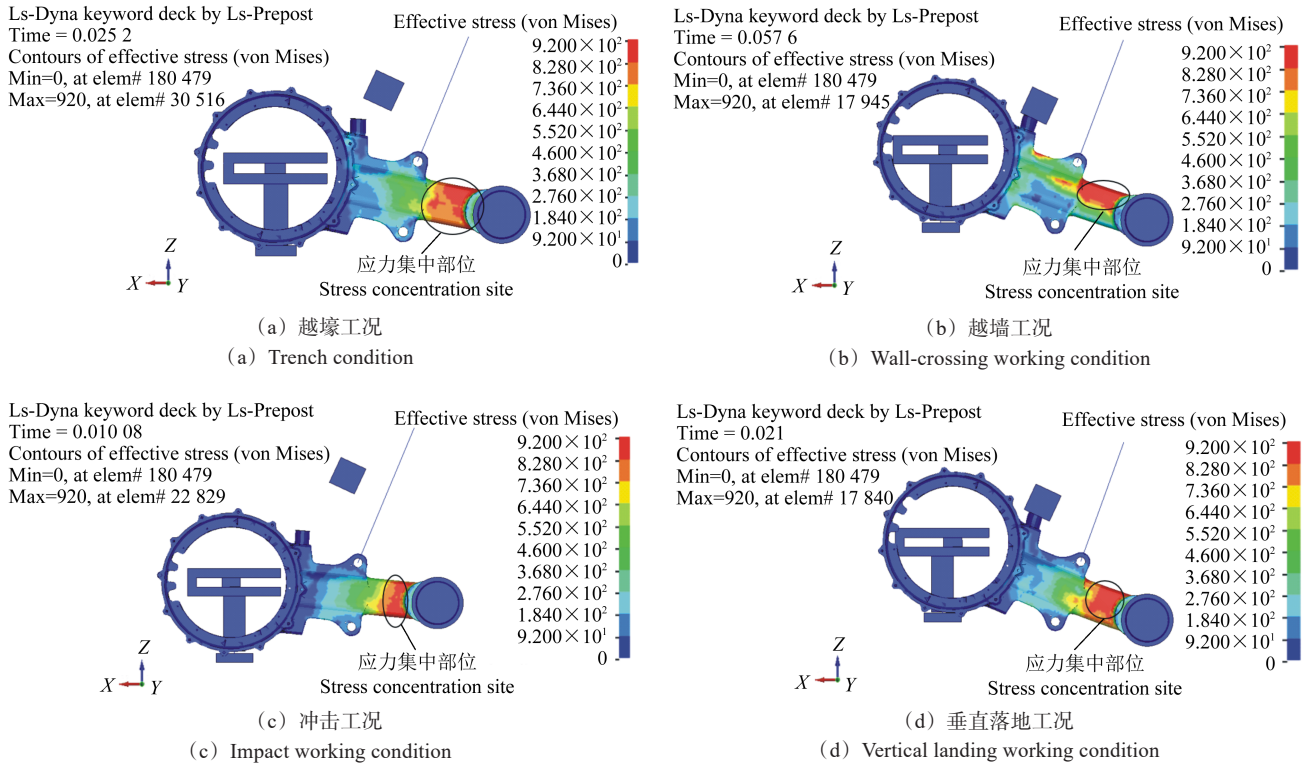 Ls-Dyna keyword deck by Ls-Prepost
Time = 0.025 2
Contours of effective stress (von Mises)
Min=0, at elem# 180 479
Max=920, at elem# 30 516
Effective stress (von Mises)
9.200×10²
8.280×10²
7.360×10²
6.440×10²
5.520×10²
4.600×10²
3.680×10²
2.760×10²
1.840×10²
9.200×10¹
0
Z
X
Y
应力集中部位
Stress concentration site
（a）越壕工况
（a）Trench condition
Ls-Dyna keyword deck by Ls-Prepost
Time = 0.057 6
Contours of effective stress (von Mises)
Min=0, at elem# 180 479
Max=920, at elem# 17 945
Effective stress (von Mises)
9.200×10²
8.280×10²
7.360×10²
6.440×10²
5.520×10²
4.600×10²
3.680×10²
2.760×10²
1.840×10²
9.200×10¹
0
Z
X
Y
应力集中部位
Stress concentration site
（b）越墙工况
（b）Wall-crossing working condition
Ls-Dyna keyword deck by Ls-Prepost
Time = 0.010 08
Contours of effective stress (von Mises)
Min=0, at elem# 180 479
Max=920, at elem# 22 829
Effective stress (von Mises)
9.200×10²
8.280×10²
7.360×10²
6.440×10²
5.520×10²
4.600×10²
3.680×10²
2.760×10²
1.840×10²
9.200×10¹
0
Z
X
Y
应力集中部位
Stress concentration site
（c）冲击工况
（c）Impact working condition
Ls-Dyna keyword deck by Ls-Prepost
Time = 0.021
Contours of effective stress (von Mises)
Min=0, at elem# 180 479
Max=920, at elem# 17 840
Effective stress (von Mises)
9.200×10²
8.280×10²
7.360×10²
6.440×10²
5.520×10²
4.600×10²
3.680×10²
2.760×10²
1.840×10²
9.200×10¹
0
Z
X
Y
应力集中部位
Stress concentration site
（d）垂直落地工况
（d）Vertical landing working condition